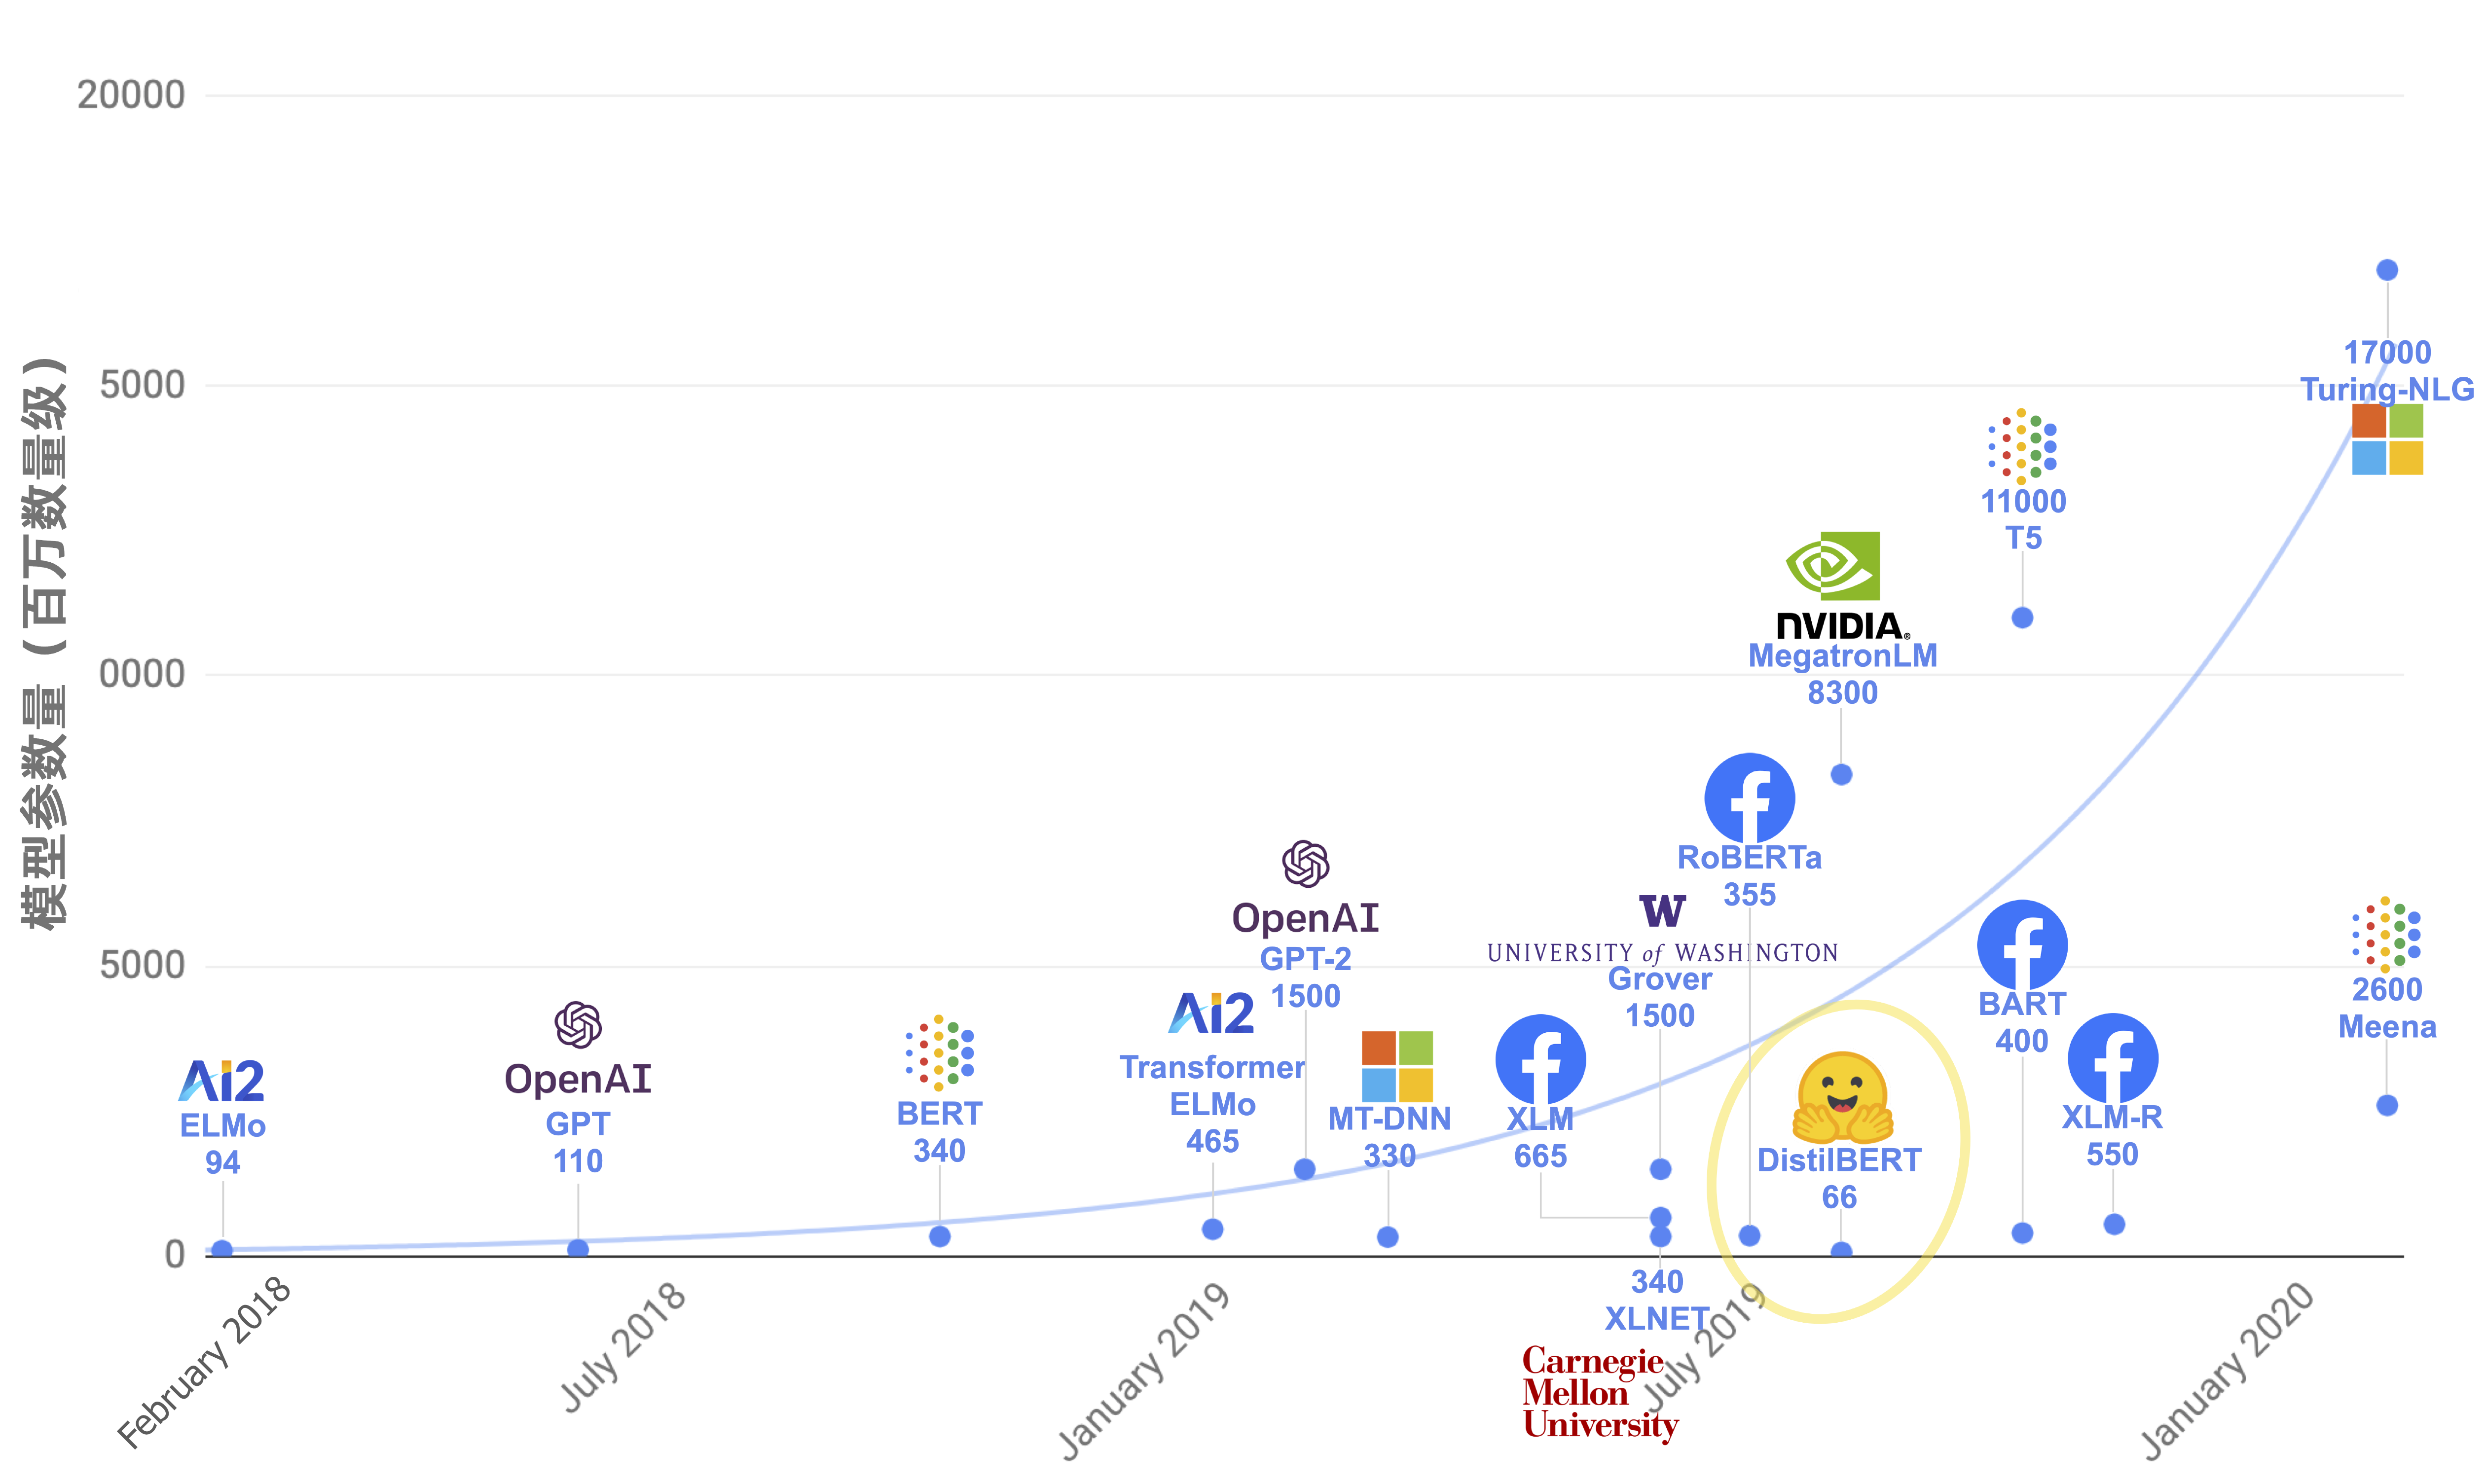 模型参数量（百万数量级）
20000
5000
0000
5000
0
Ai2
ELMo
94
OpenAI
GPT
110
BERT
340
Ai2
Transformer
ELMo
465
OpenAI
GPT-2
1500
MT-DNN
330
XLM
665
W
UNIVERSITY of WASHINGTON
Grover
1500
340
XLNET
Carnegie
Mellon
University
RoBERTa
355
NVIDIA®
MegatronLM
8300
DistilBERT
66
11000
T5
BART
400
XLM-R
550
17000
Turing-NLG
2600
Meena
February 2018
July 2018
January 2019
July 2019
January 2020